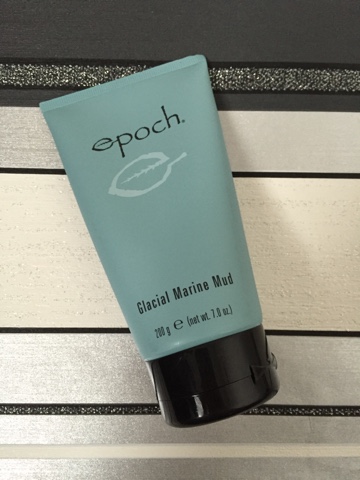 epoch®
Glacial Marine Mud
200 g ℮ (net wt. 7.0 oz.)